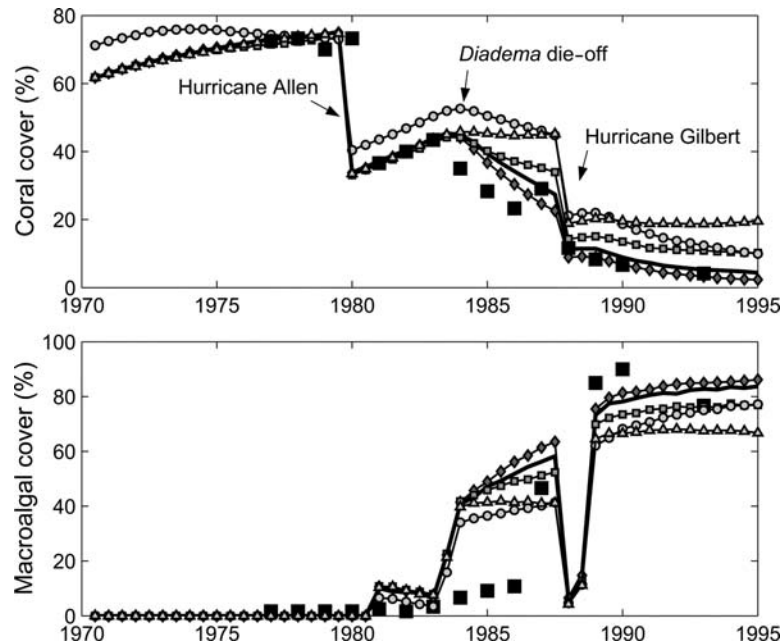 Coral cover (%)
80
60
40
20
0
Hurricane Allen
Diadema die-off
Hurricane Gilbert
1970 1975 1980 1985 1990 1995
Macroalgal cover (%)
100
80
60
40
20
0
1970 1975 1980 1985 1990 1995